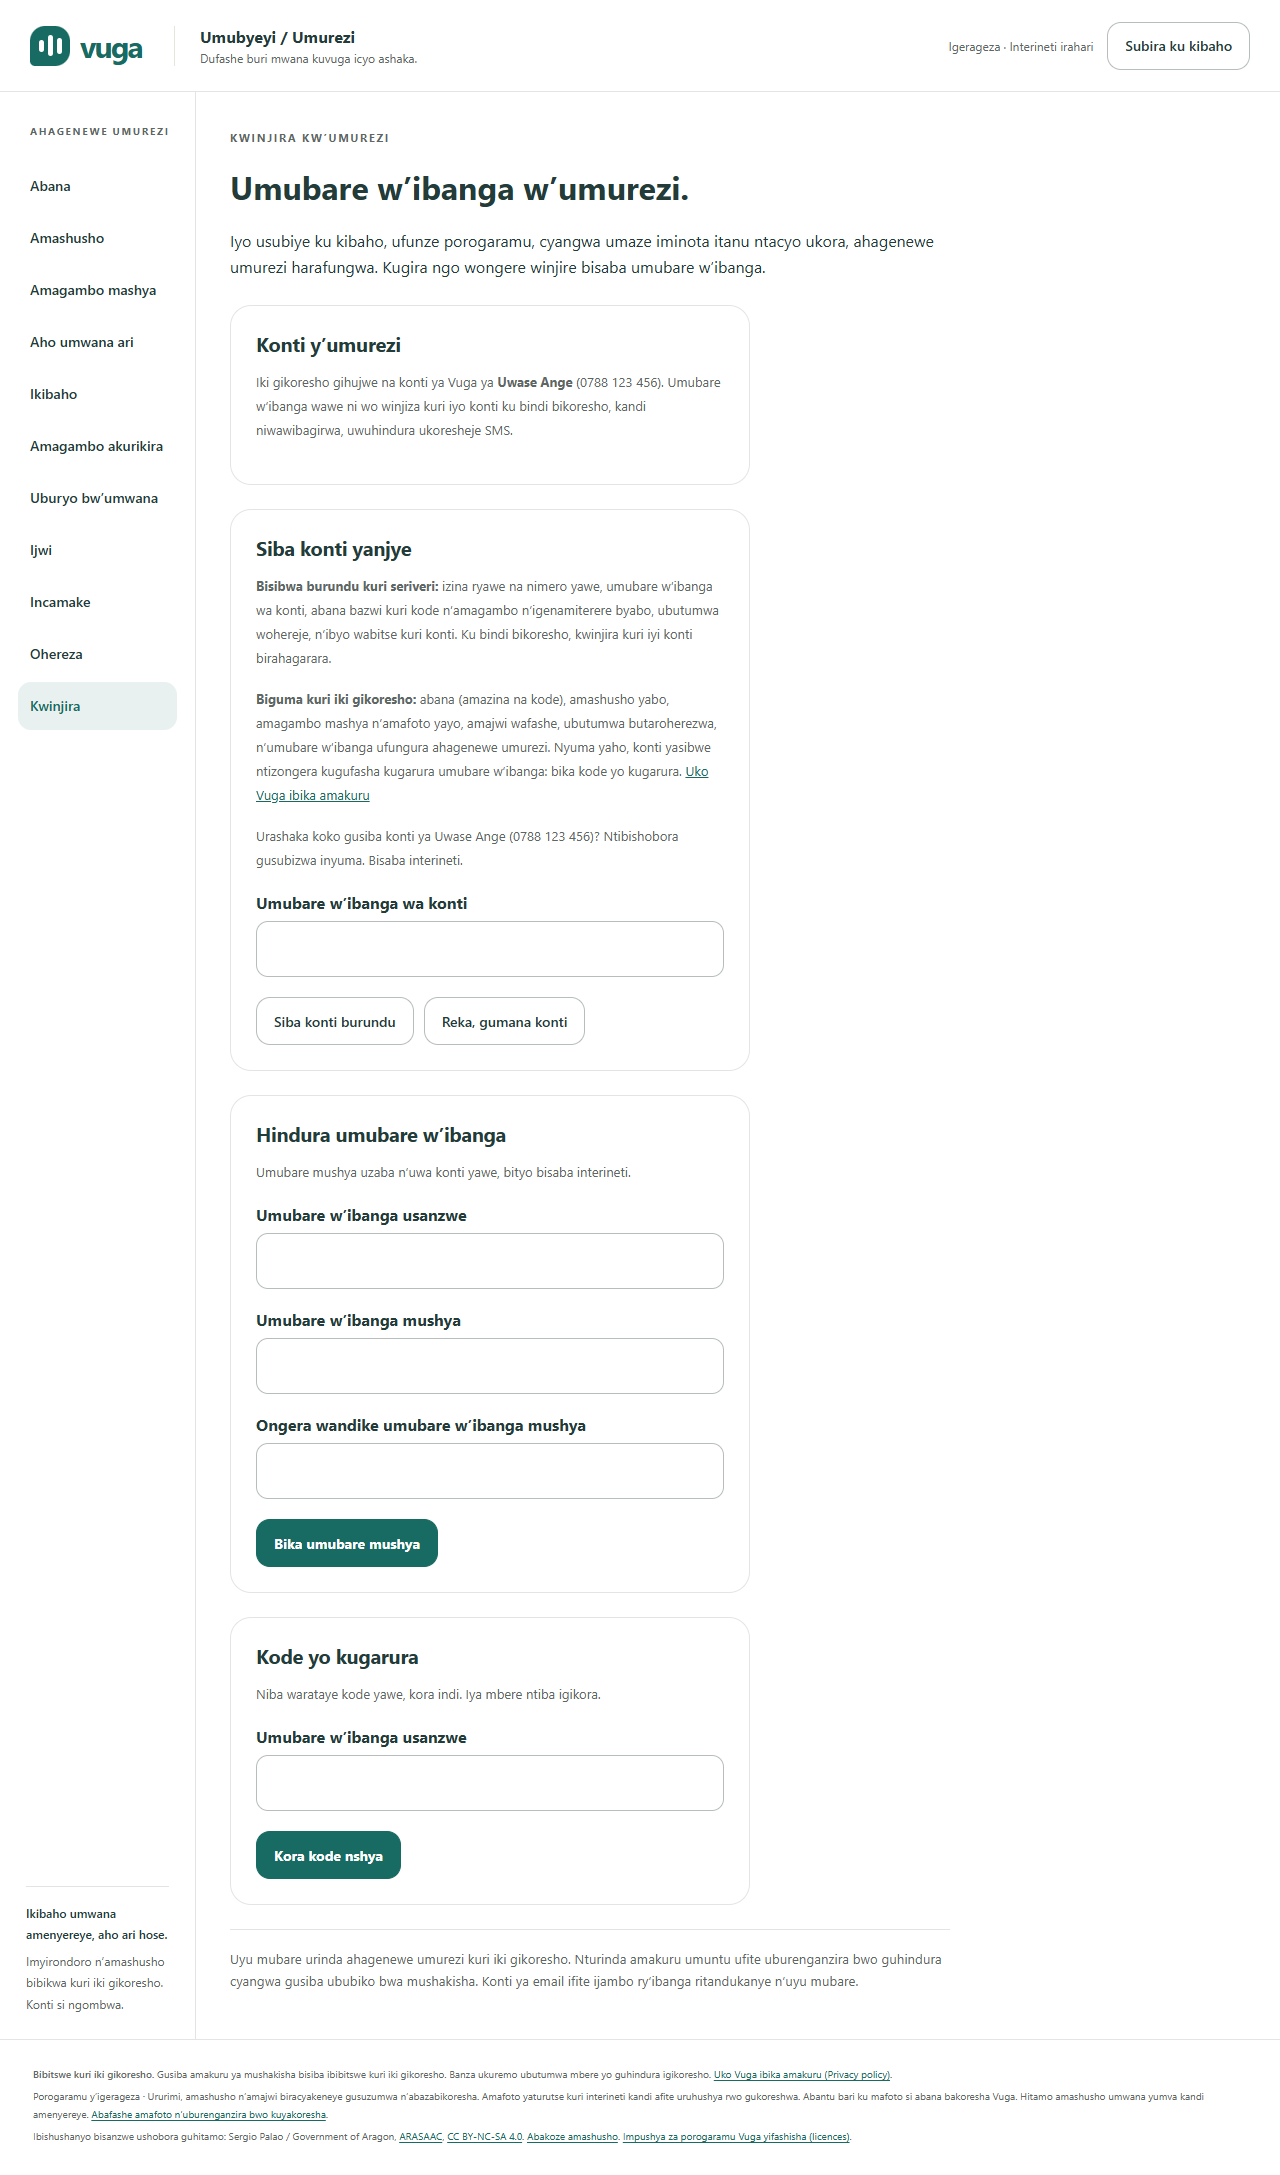 vuga
Umubyeyi / Umurezi
Dufashe buri mwana kuvuga icyo ashaka.
Igerageza · Interineti irahari
Subira ku kibaho
AHAGENEWE UMUREZI
Abana
Amashusho
Amagambo mashya
Aho umwana ari
Ikibaho
Amagambo akurikira
Uburyo bw’umwana
Ijwi
Incamake
Ohereza
Kwinjira
Ikibaho umwana
amenyereye, aho ari hose.
Imyirondoro n’amashusho
bibikwa kuri iki gikoresho.
Konti si ngombwa.
KWINJIRA KW’UMUREZI
Umubare w’ibanga w’umurezi.
Iyo usubiye ku kibaho, ufunze porogaramu, cyangwa umaze iminota itanu ntacyo ukora, ahagenewe
umurezi harafungwa. Kugira ngo wongere winjire bisaba umubare w’ibanga.
Konti y’umurezi
Iki gikoresho gihujwe na konti ya Vuga ya Uwase Ange (0788 123 456). Umubare
w’ibanga wawe ni wo winjiza kuri iyo konti ku bindi bikoresho, kandi
niwawibagirwa, uwuhindura ukoresheje SMS.
Siba konti yanjye
Bisibwa burundu kuri seriveri: izina ryawe na nimero yawe, umubare w’ibanga
wa konti, abana bazwi kuri kode n’amagambo n’igenamiterere byabo, ubutumwa
wohereje, n’ibyo wabitse kuri konti. Ku bindi bikoresho, kwinjira kuri iyi konti
birahagarara.
Biguma kuri iki gikoresho: abana (amazina na kode), amashusho yabo,
amagambo mashya n’amafoto yayo, amajwi wafashe, ubutumwa butaroherezwa,
n’umubare w’ibanga ufungura ahagenewe umurezi. Nyuma yaho, konti yasibwe
ntizongera kugufasha kugarura umubare w’ibanga: bika kode yo kugarura. Uko
Vuga ibika amakuru
Urashaka koko gusiba konti ya Uwase Ange (0788 123 456)? Ntibishobora
gusubizwa inyuma. Bisaba interineti.
Umubare w’ibanga wa konti
Siba konti burundu
Reka, gumana konti
Hindura umubare w’ibanga
Umubare mushya uzaba n’uwa konti yawe, bityo bisaba interineti.
Umubare w’ibanga usanzwe
Umubare w’ibanga mushya
Ongera wandike umubare w’ibanga mushya
Bika umubare mushya
Kode yo kugarura
Niba warataye kode yawe, kora indi. Iya mbere ntiba igikora.
Umubare w’ibanga usanzwe
Kora kode nshya
Uyu mubare urinda ahagenewe umurezi kuri iki gikoresho. Nturinda amakuru umuntu ufite uburenganzira bwo guhindura
cyangwa gusiba ububiko bwa mushakisha. Konti ya email ifite ijambo ry’ibanga ritandukanye n’uyu mubare.
Bibitswe kuri iki gikoresho. Gusiba amakuru ya mushakisha bisiba ibibitswe kuri iki gikoresho. Banza ukuremo ubutumwa mbere yo guhindura igikoresho. Uko Vuga ibika amakuru (Privacy policy).
Porogaramu y’igerageza · Ururimi, amashusho n’amajwi biracyakeneye gusuzumwa n’abazabikoresha. Amafoto yaturutse kuri interineti kandi afite uruhushya rwo gukoreshwa. Abantu bari ku mafoto si abana bakoresha Vuga. Hitamo amashusho umwana yumva kandi
amenyereye. Abafashe amafoto n’uburenganzira bwo kuyakoresha.
Ibishushanyo bisanzwe ushobora guhitamo: Sergio Palao / Government of Aragon, ARASAAC, CC BY-NC-SA 4.0. Abakoze amashusho. Impushya za porogaramu Vuga yifashisha (licences).